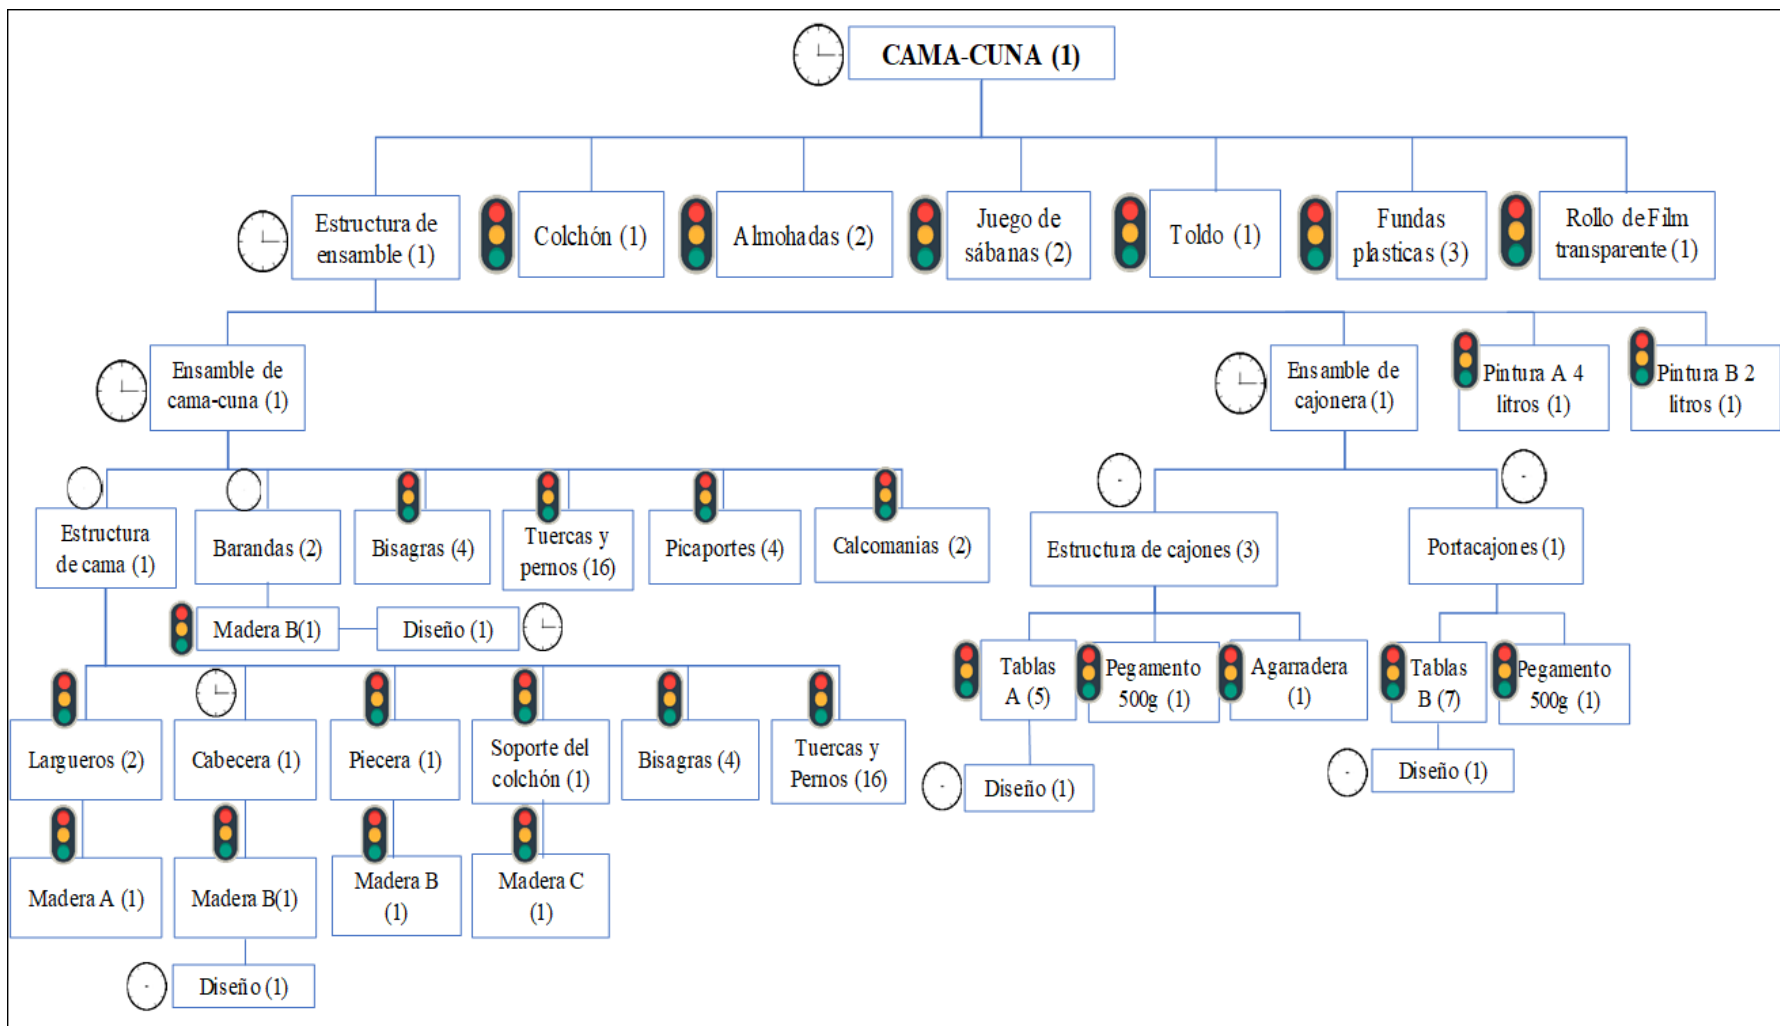 CAMA-CUNA (1)
Estructura de
ensamble (1)
Colchón (1)
Almohadas (2)
Juego de
sábanas (2)
Toldo (1)
Fundas
plasticas (3)
Rollo de Film
transparente (1)
Ensamble de
cama-cuna (1)
Ensamble de
cajonera (1)
Pintura A 4
litros (1)
Pintura B 2
litros (1)
Estructura
de cama (1)
Barandas (2)
Bisagras (4)
Tuercas y
pernos (16)
Picaportes (4)
Calcomanias (2)
Estructura de cajones (3)
Portacajones (1)
Madera B(1)
Diseño (1)
Tablas
A (5)
Pegamento
500g (1)
Agarradera
(1)
Tablas
B (7)
Pegamento
500g (1)
Largueros (2)
Cabecera (1)
Piecera (1)
Soporte del
colchón (1)
Bisagras (4)
Tuercas y
Pernos (16)
Diseño (1)
Diseño (1)
Madera A (1)
Madera B(1)
Madera B
(1)
Madera C
(1)
Diseño (1)